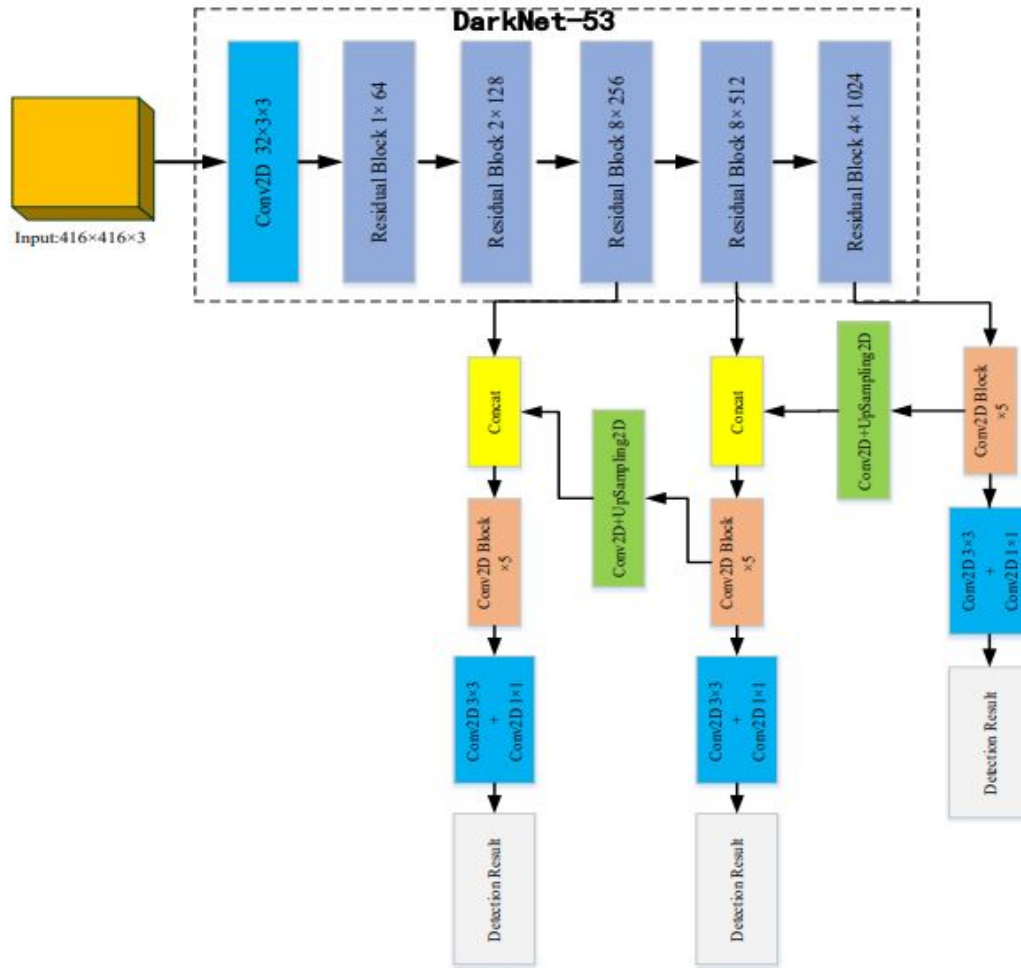 DarkNet-53
Conv2D 32×3×3
Residual Block 1× 64
Residual Block 2× 128
Residual Block 8× 256
Residual Block 8× 512
Residual Block 4× 1024
Input:416×416×3
Concat
Conv2D+UpSampling2D
Concat
Conv2D+UpSampling2D
Conv2D Block
×5
Conv2D Block
×5
Conv2D Block
×5
Conv2D 3×3
+
Conv2D 1×1
Conv2D 3×3
+
Conv2D 1×1
Conv2D 3×3
+
Conv2D 1×1
Detection Result
Detection Result
Detection Result